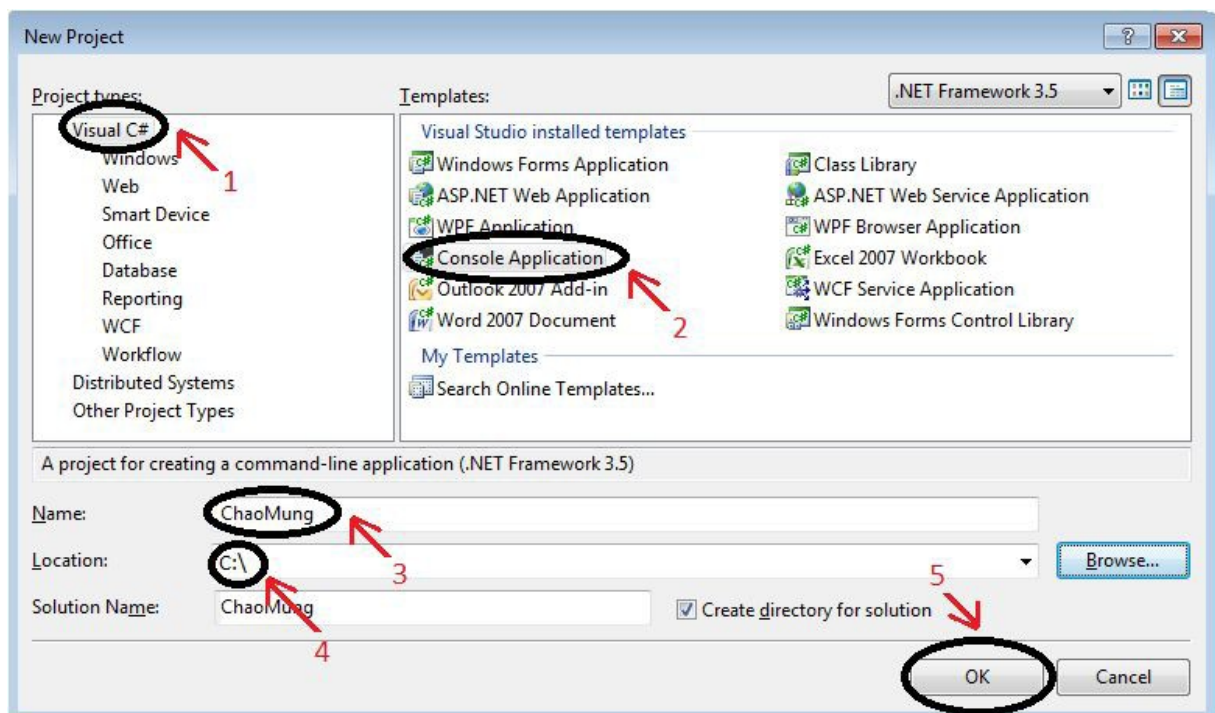 New Project
Project types:
Templates:
.NET Framework 3.5
Visual C#
Windows
Web
Smart Device
Office
Database
Reporting
WCF
Workflow
Distributed Systems
Other Project Types
1
Visual Studio installed templates
Windows Forms Application
ASP.NET Web Application
WPF Application
Console Application
Outlook 2007 Add-in
Word 2007 Document
2
Class Library
ASP.NET Web Service Application
WPF Browser Application
Excel 2007 Workbook
WCF Service Application
Windows Forms Control Library
My Templates
Search Online Templates...
A project for creating a command-line application (.NET Framework 3.5)
Name: ChaoMung
3
Location: C:\ Browse...
4
Solution Name: ChaoMung Create directory for solution
5
OK Cancel